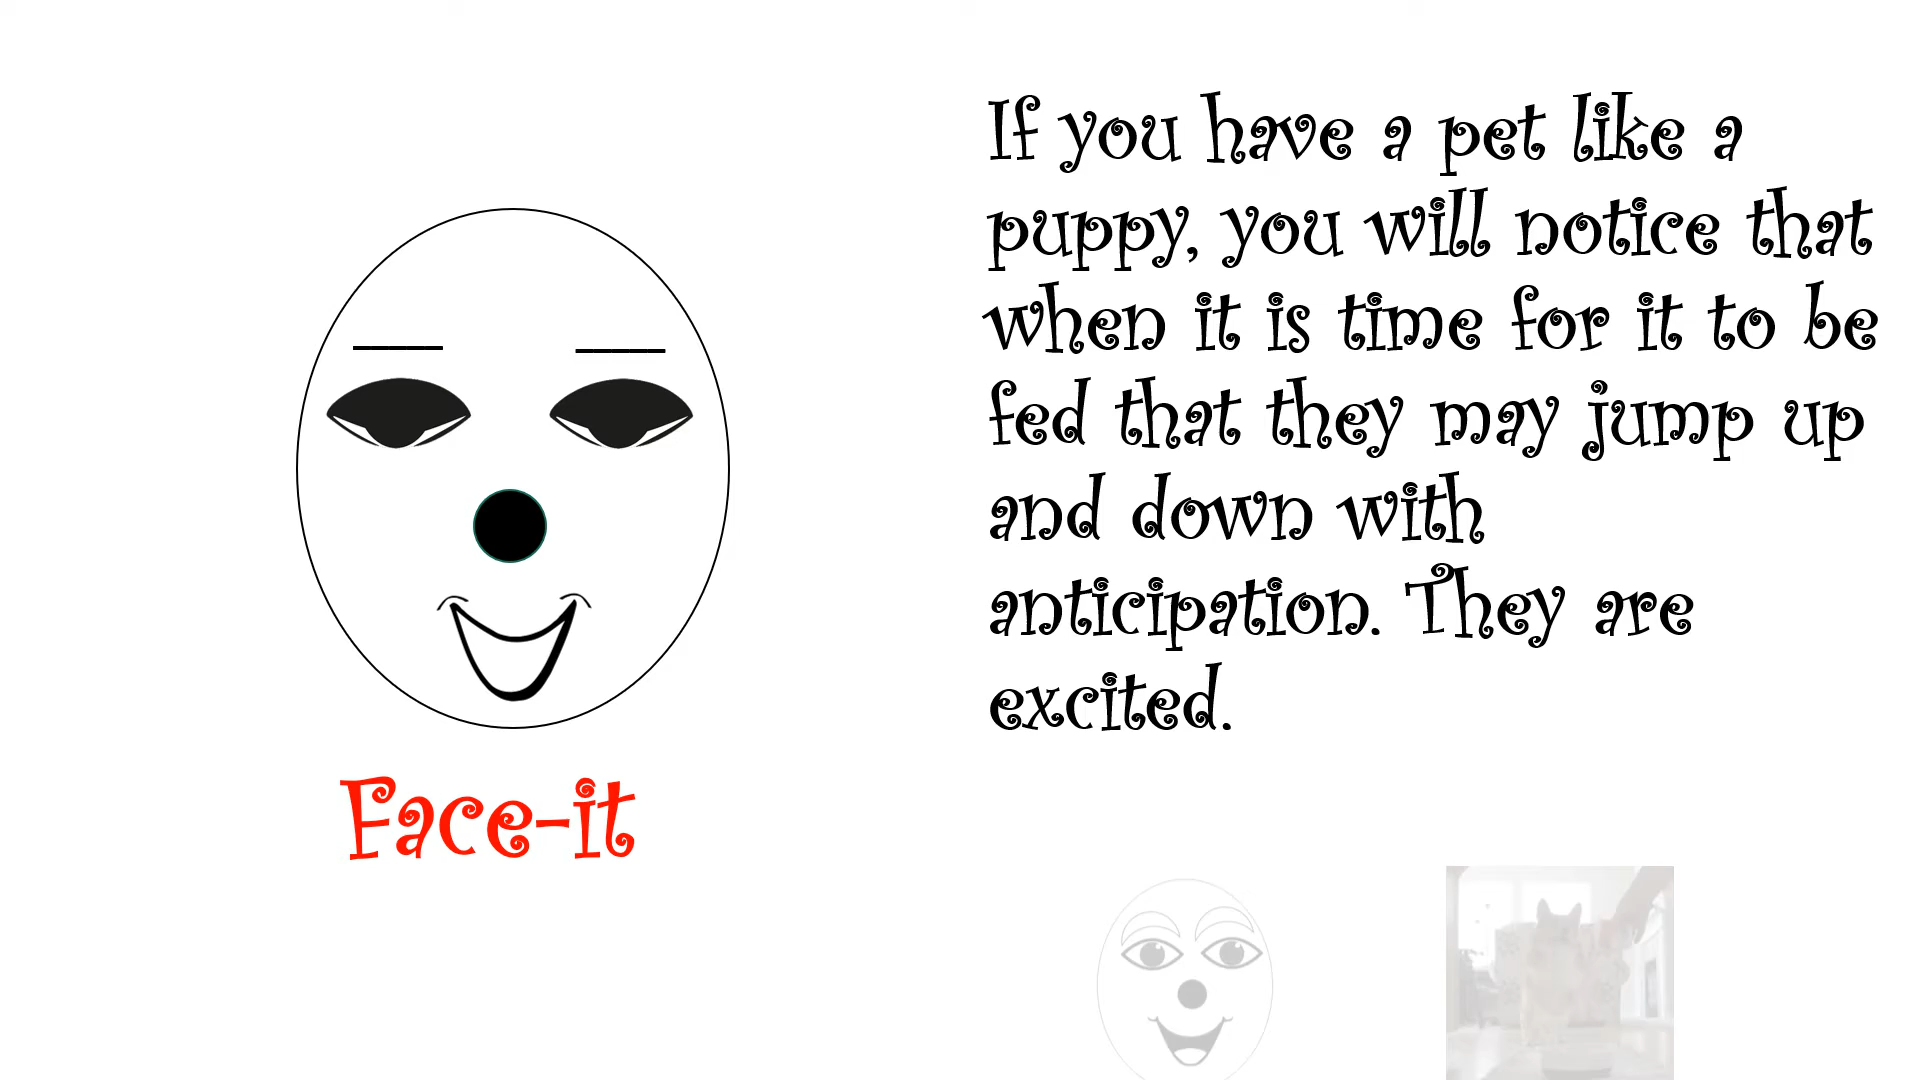 If you have a pet like a
puppy, you will notice that
when it is time for it to be
fed that they may jump up
and down with
anticipation. They are
excited.
Face-it